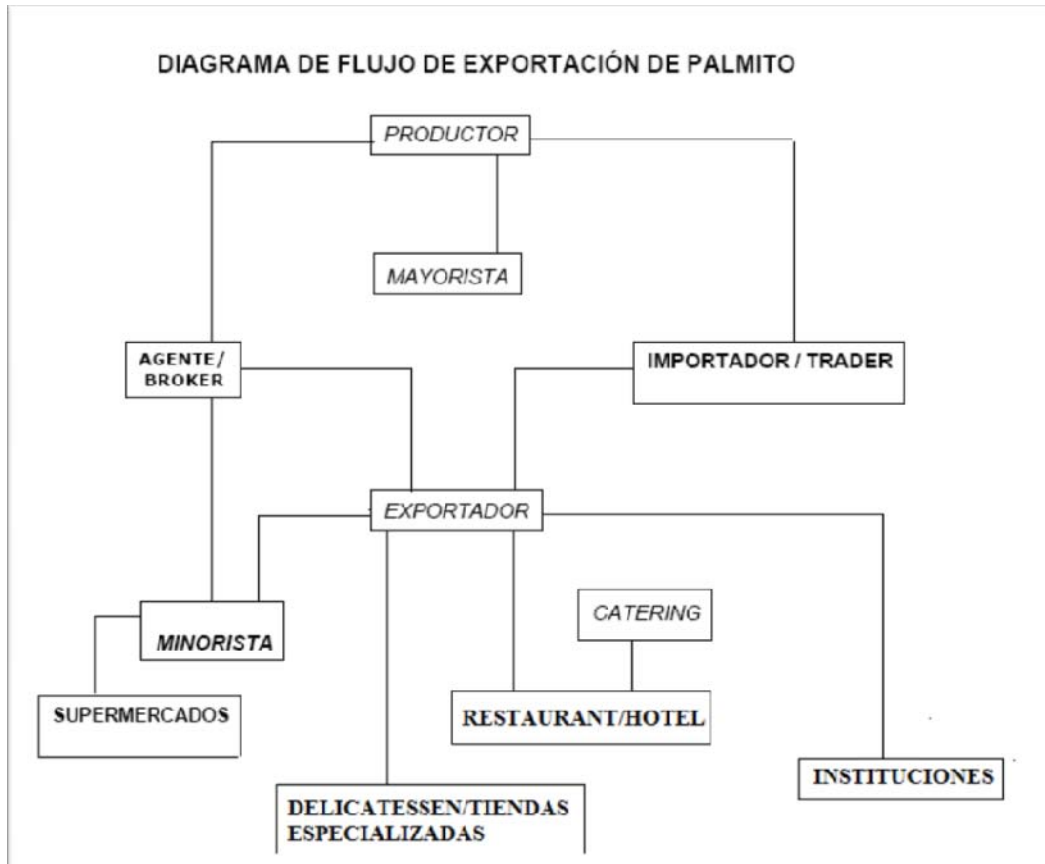 DIAGRAMA DE FLUJO DE EXPORTACIÓN DE PALMITO
PRODUCTOR
MAYORISTA
AGENTE/
BROKER
IMPORTADOR / TRADER
EXPORTADOR
CATERING
MINORISTA
SUPERMERCADOS
RESTAURANT/HOTEL
INSTITUCIONES
DELICATESSEN/TIENDAS
ESPECIALIZADAS